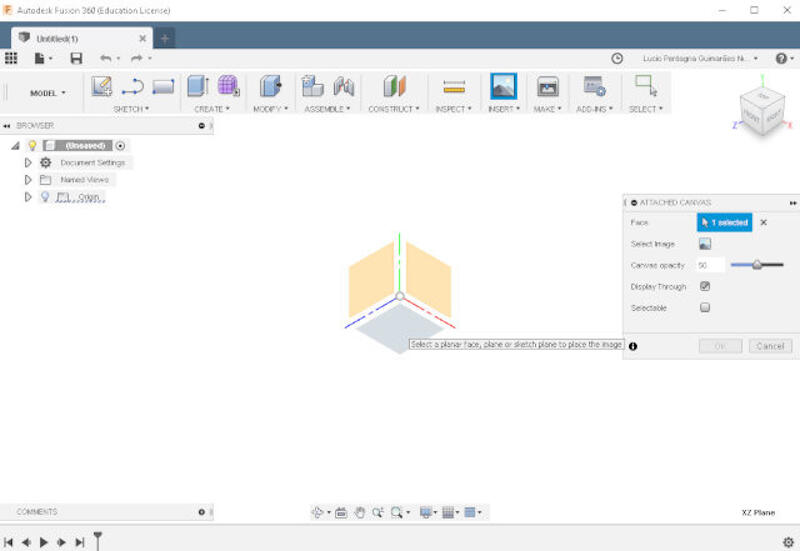 Autodesk Fusion 360 (Education License)
Untitled(1)
Lucio Pentagna Guimarães N...
MODEL
SKETCH
CREATE
MODIFY
ASSEMBLE
CONSTRUCT
INSPECT
INSERT
MAKE
ADD-INS
SELECT
TOP
FRONT
RIGHT
Z
X
BROWSER
(Unsaved)
Document Settings
Named Views
Origin
ATTACHED CANVAS
Face
1 selected
Select Image
Canvas opacity
50
Display Through
Selectable
Select a planar face, plane or sketch plane to place the image
OK
Cancel
COMMENTS
XZ Plane